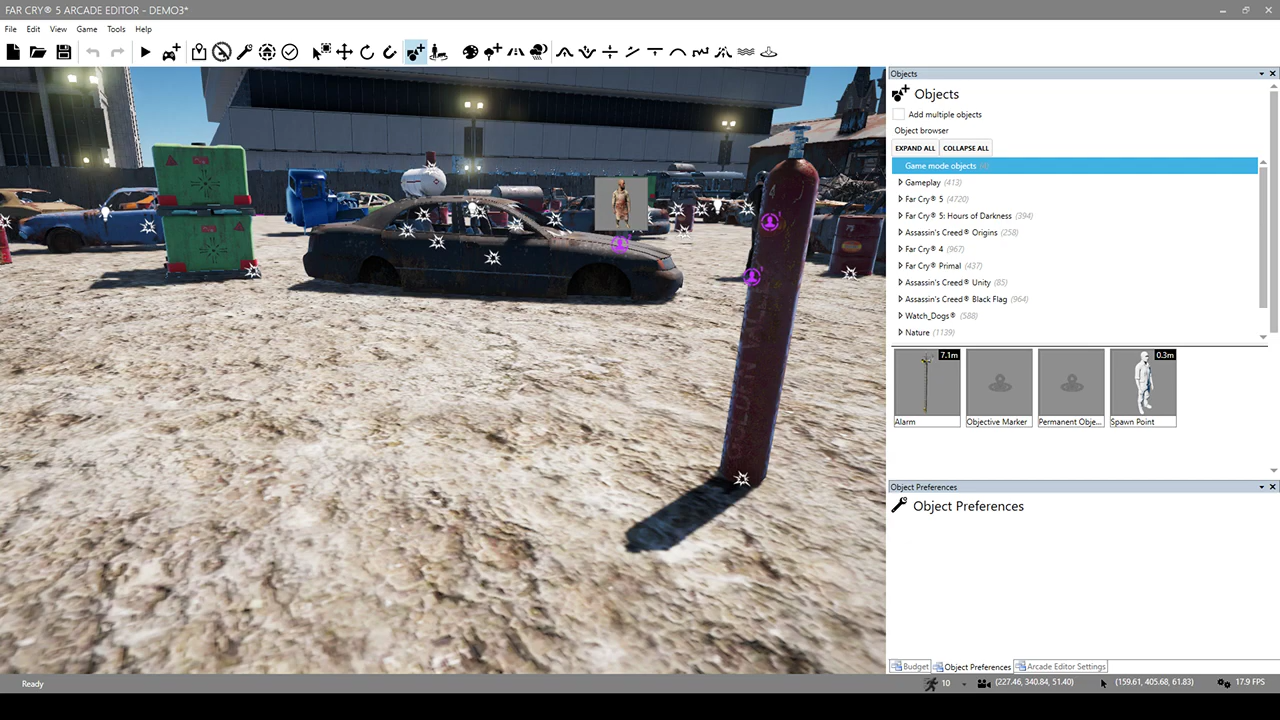 FAR CRY® 5 ARCADE EDITOR - DEMO3*
File Edit View Game Tools Help
Objects
Objects
Add multiple objects
Object browser
EXPAND ALL COLLAPSE ALL
Game mode objects (4)
Gameplay (413)
Far Cry® 5 (4720)
Far Cry® 5: Hours of Darkness (394)
Assassin's Creed® Origins (258)
Far Cry® 4 (967)
Far Cry® Primal (437)
Assassin's Creed® Unity (85)
Assassin's Creed® Black Flag (964)
Watch_Dogs® (588)
Nature (1139)
7.1m 0.3m
Alarm Objective Marker Permanent Obje... Spawn Point
Object Preferences
Object Preferences
Budget Object Preferences Arcade Editor Settings
Ready 10 (227.46, 340.84, 51.40) (159.61, 405.68, 61.83) 17.9 FPS